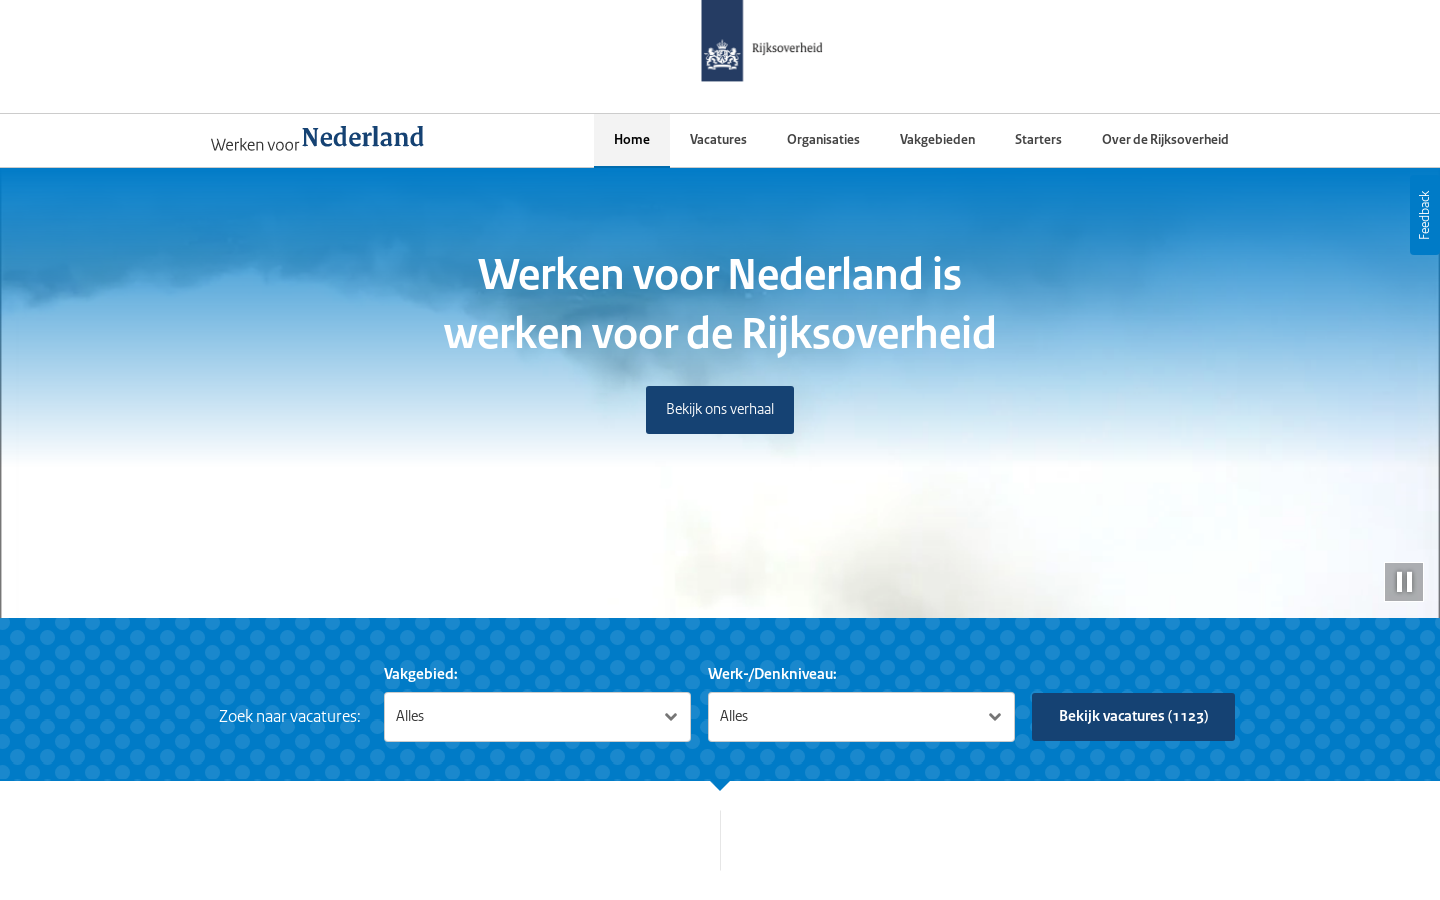 Rijksoverheid
Werken voor Nederland
Home
Vacatures
Organisaties
Vakgebieden
Starters
Over de Rijksoverheid
Feedback
Werken voor Nederland is
werken voor de Rijksoverheid
Bekijk ons verhaal
Zoek naar vacatures:
Vakgebied:
Alles
Werk-/Denkniveau:
Alles
Bekijk vacatures (1123)